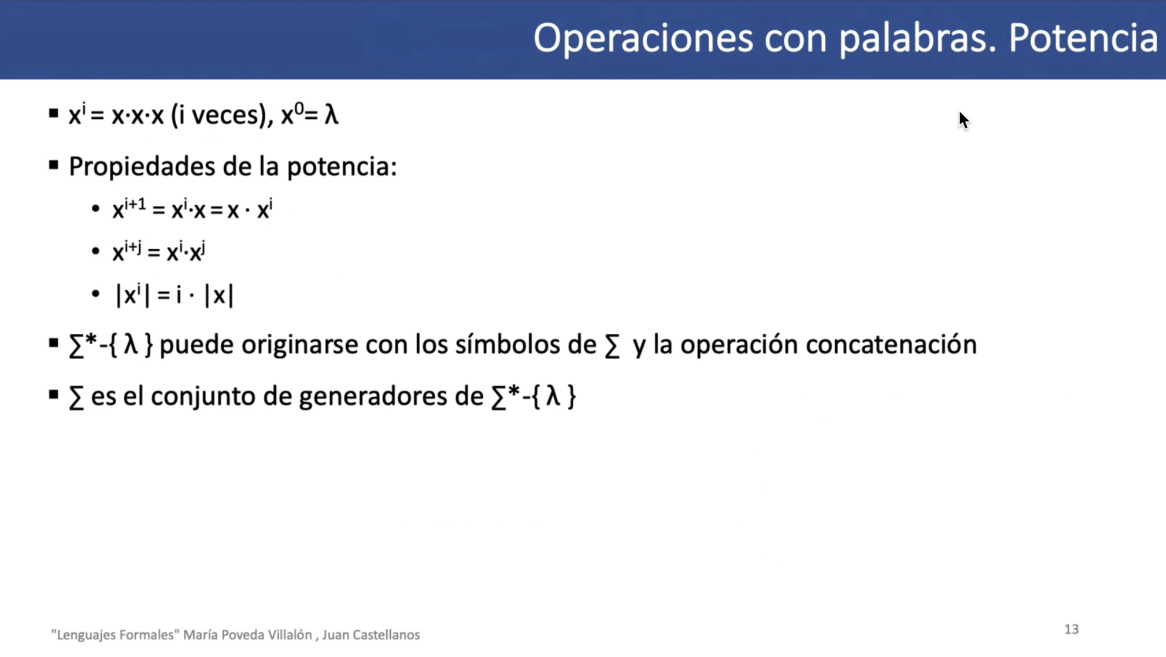 Operaciones con palabras. Potencia
▪ xⁱ = x·x·x (i veces), x⁰= λ
▪ Propiedades de la potencia:
• xⁱ⁺¹ = xⁱ·x = x · xⁱ
• xⁱ⁺ʲ = xⁱ·xʲ
• |xⁱ| = i · |x|
▪ ∑*-{ λ } puede originarse con los símbolos de ∑ y la operación concatenación
▪ ∑ es el conjunto de generadores de ∑*-{ λ }
"Lenguajes Formales" María Poveda Villalón , Juan Castellanos
13